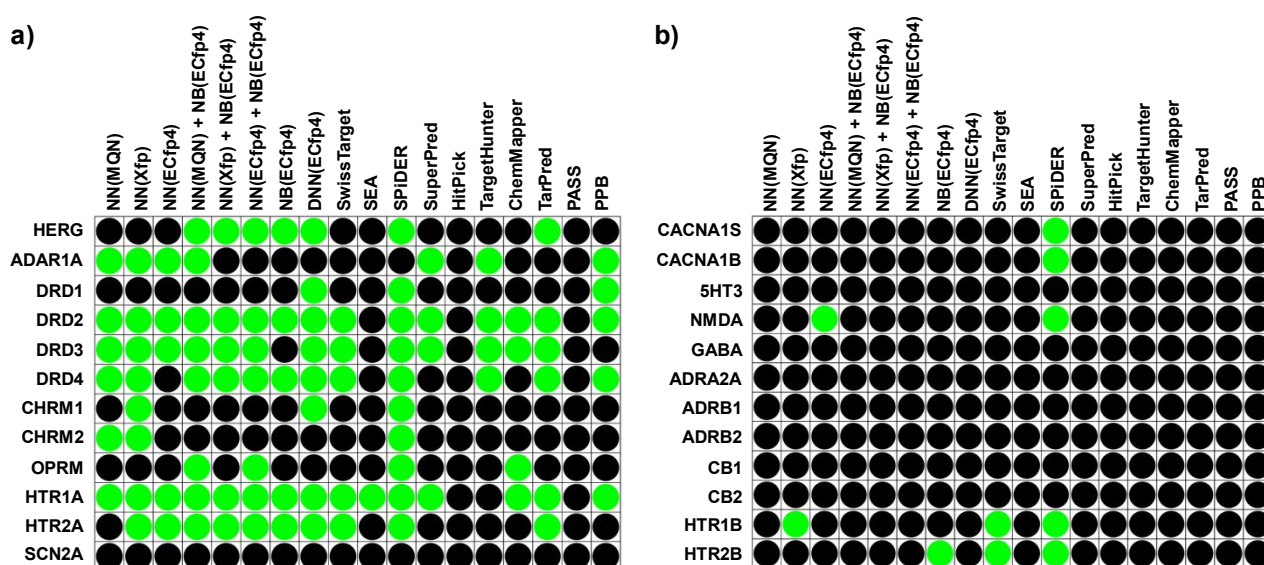 a)
NN(MQN)
NN(Xfp)
NN(ECfp4)
NN(MQN) + NB(ECfp4)
NN(Xfp) + NB(ECfp4)
NN(ECfp4) + NB(ECfp4)
NB(ECfp4)
DNN(ECfp4)
SwissTarget
SEA
SPiDER
SuperPred
HitPick
TargetHunter
ChemMapper
TarPred
PASS
PPB
HERG
ADAR1A
DRD1
DRD2
DRD3
DRD4
CHRM1
CHRM2
OPRM
HTR1A
HTR2A
SCN2A
b)
NN(MQN)
NN(Xfp)
NN(ECfp4)
NN(MQN) + NB(ECfp4)
NN(Xfp) + NB(ECfp4)
NN(ECfp4) + NB(ECfp4)
NB(ECfp4)
DNN(ECfp4)
SwissTarget
SEA
SPiDER
SuperPred
HitPick
TargetHunter
ChemMapper
TarPred
PASS
PPB
CACNA1S
CACNA1B
5HT3
NMDA
GABA
ADRA2A
ADRB1
ADRB2
CB1
CB2
HTR1B
HTR2B